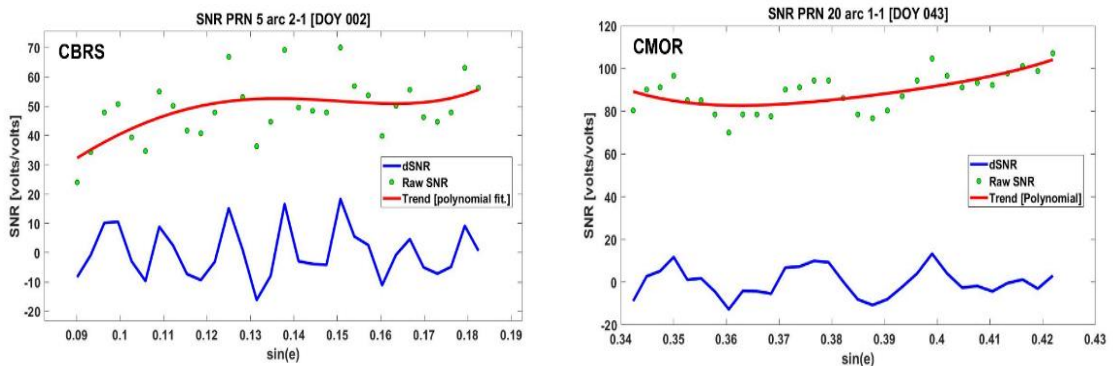 SNR PRN 5 arc 2-1 [DOY 002]
CBRS
SNR [volts/volts]
70
60
50
40
30
20
10
0
-10
-20
dSNR
Raw SNR
Trend [polynomial fit.]
0.09 0.1 0.11 0.12 0.13 0.14 0.15 0.16 0.17 0.18 0.19
sin(e)
SNR PRN 20 arc 1-1 [DOY 043]
CMOR
SNR [volts/volts]
120
100
80
60
40
20
0
-20
dSNR
Raw SNR
Trend [Polynomial]
0.34 0.35 0.36 0.37 0.38 0.39 0.4 0.41 0.42 0.43
sin(e)